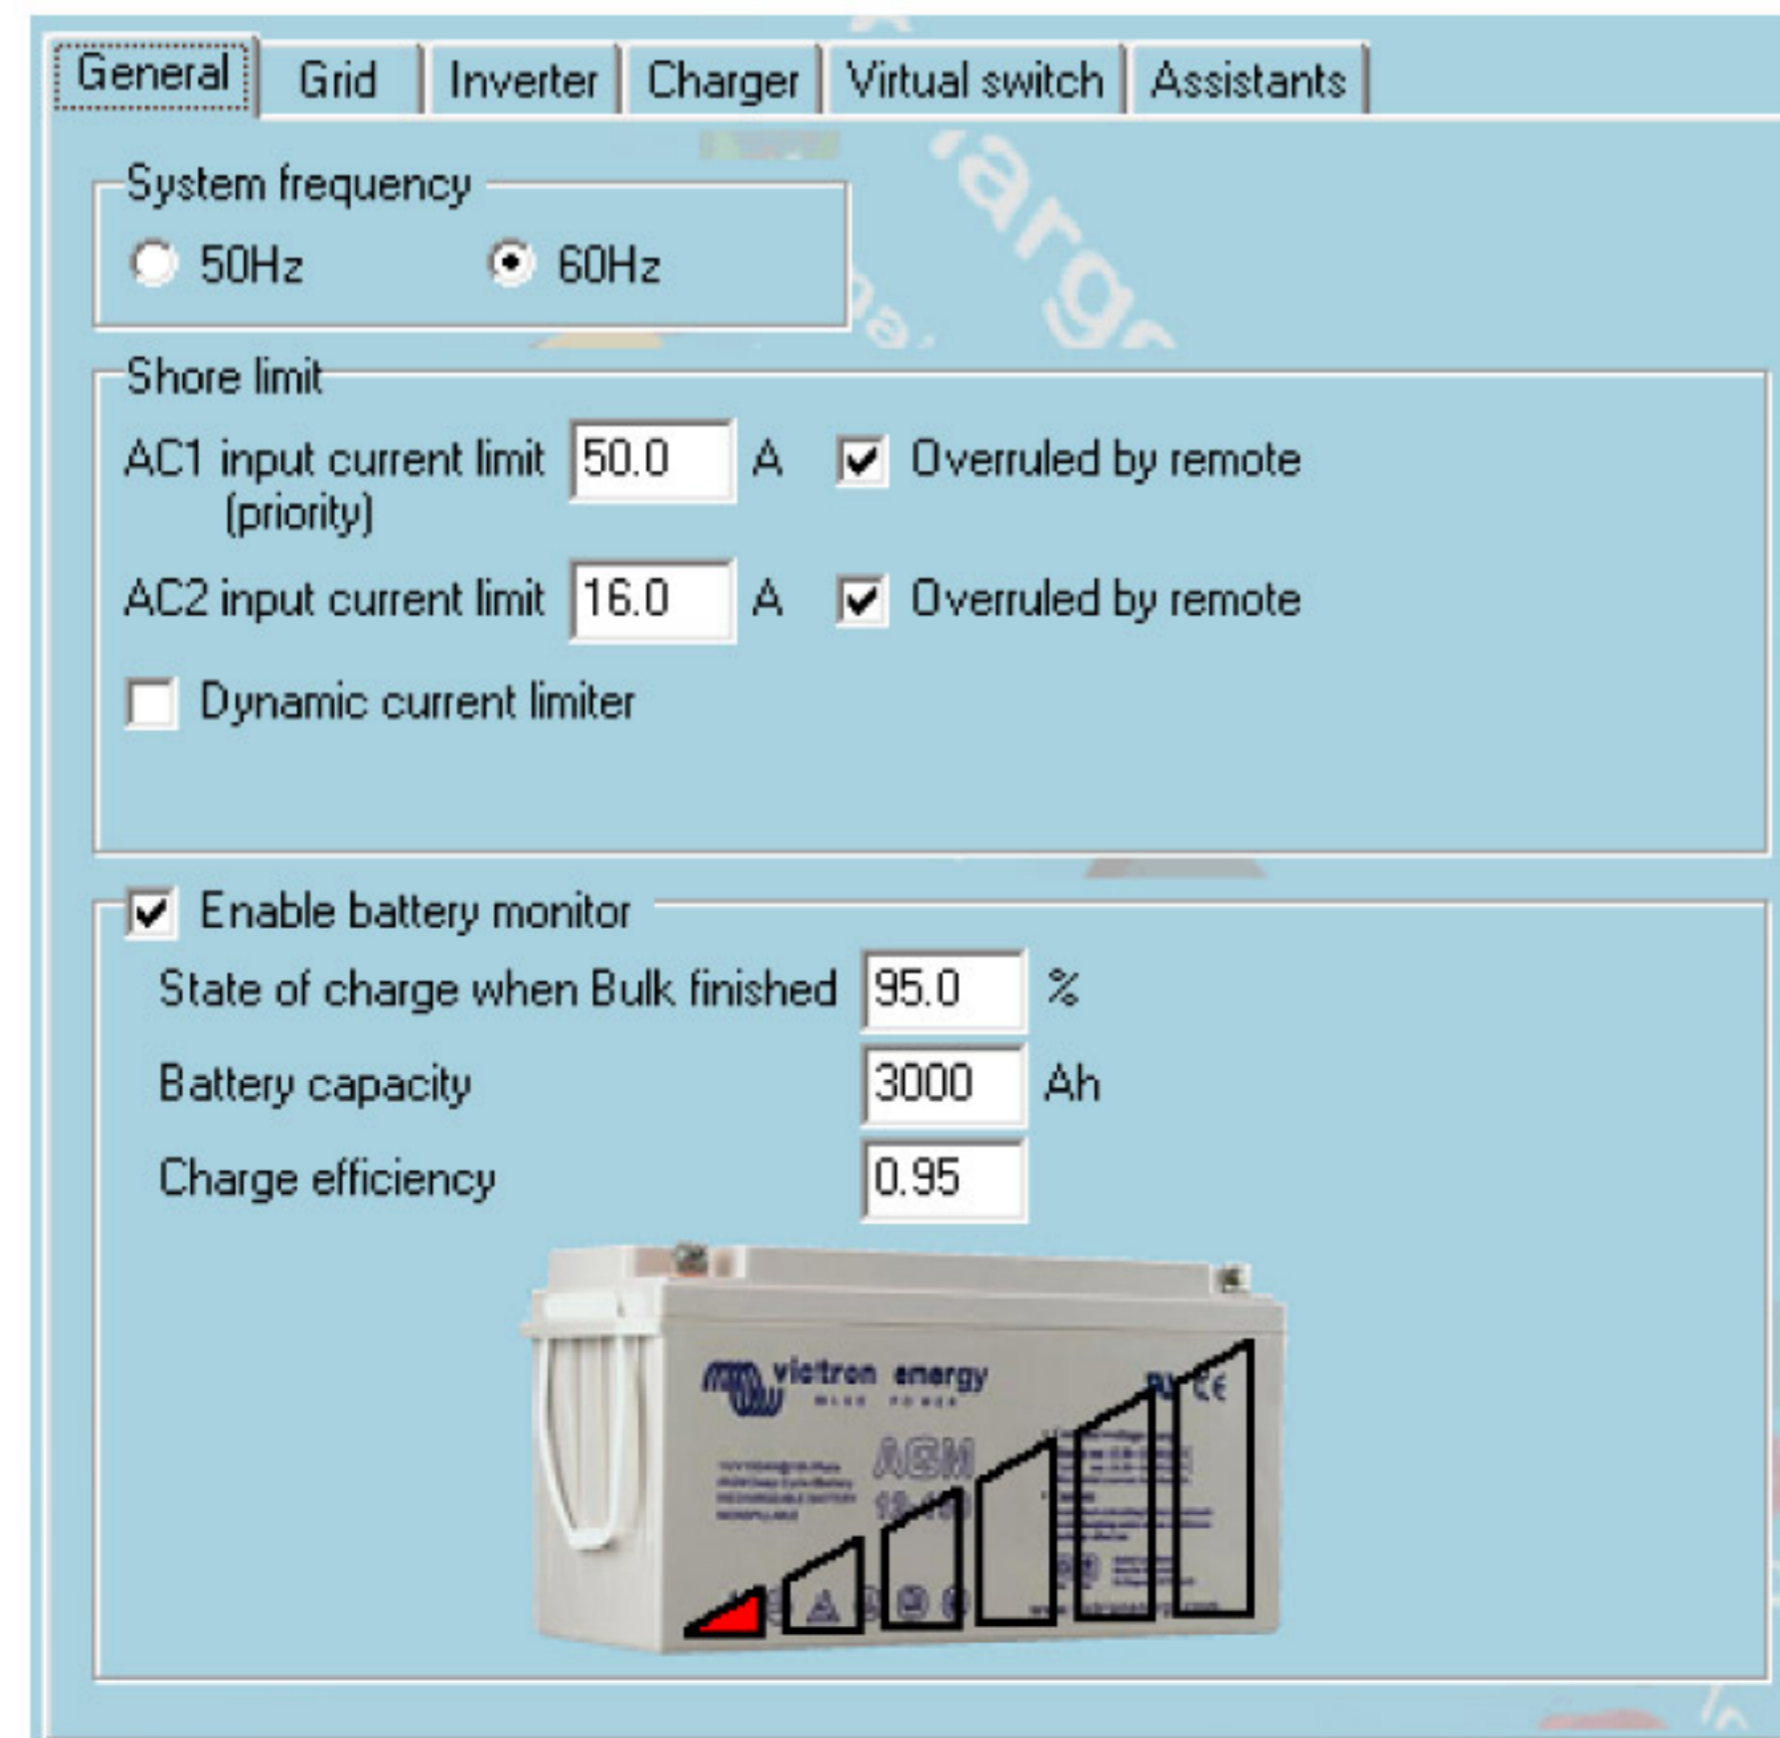 General Grid Inverter Charger Virtual switch Assistants
System frequency
50Hz 60Hz
Shore limit
AC1 input current limit 50.0 A Overruled by remote
(priority)
AC2 input current limit 16.0 A Overruled by remote
Dynamic current limiter
Enable battery monitor
State of charge when Bulk finished 95.0 %
Battery capacity 3000 Ah
Charge efficiency 0.95
victron energy
BLUE POWER
AGM